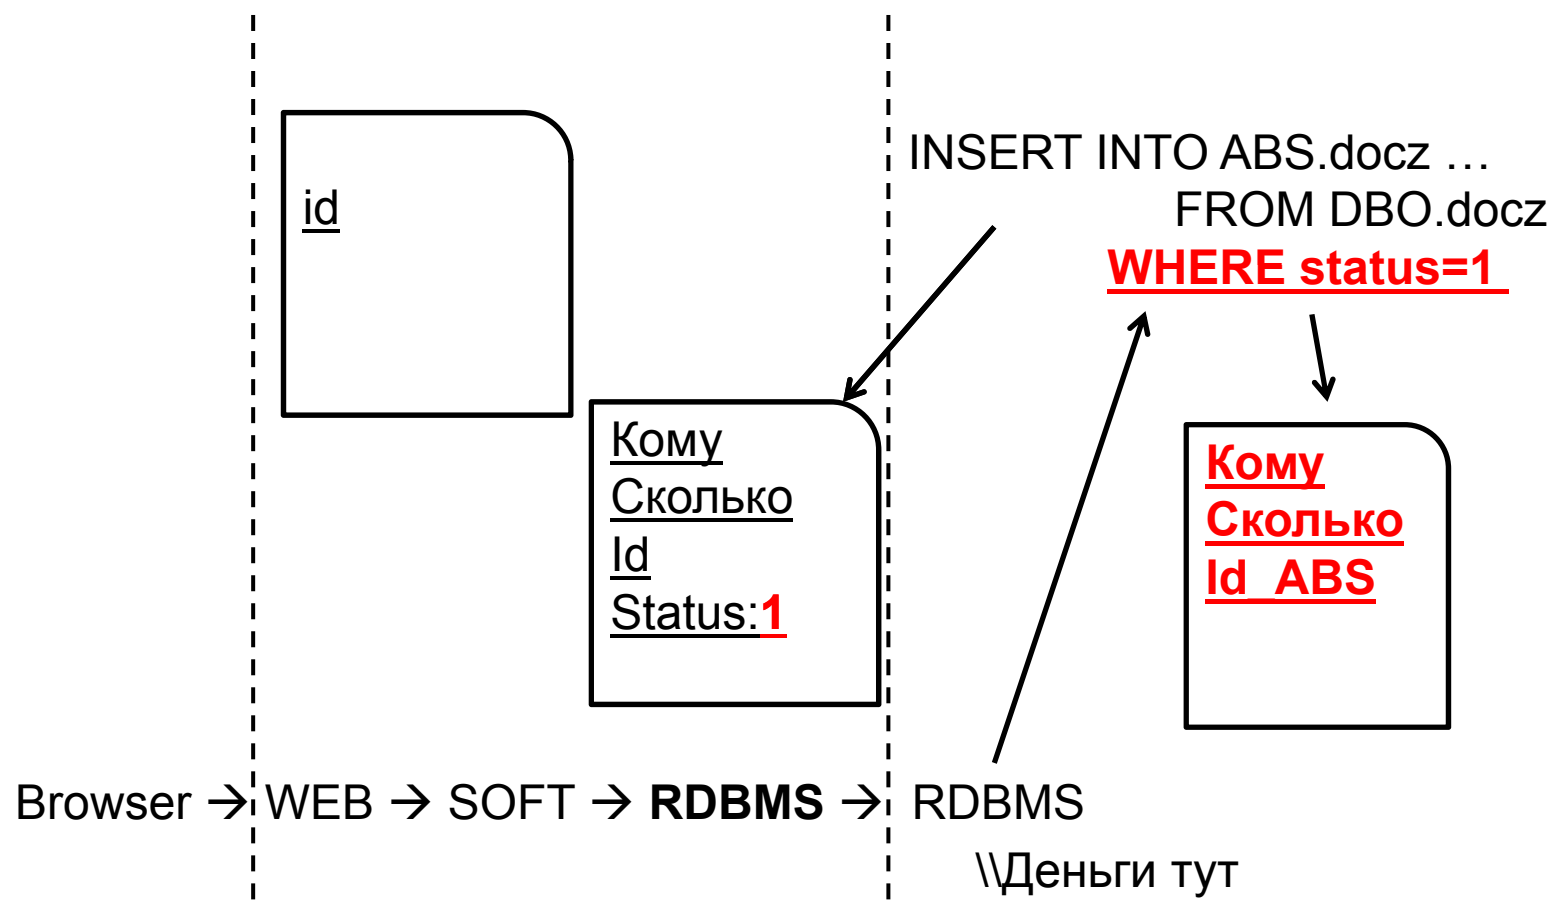 id
INSERT INTO ABS.docz …
FROM DBO.docz
WHERE status=1
Кому
Сколько
Id
Status:1
Кому
Сколько
Id_ABS
Browser → WEB → SOFT → RDBMS → RDBMS
\\Деньги тут